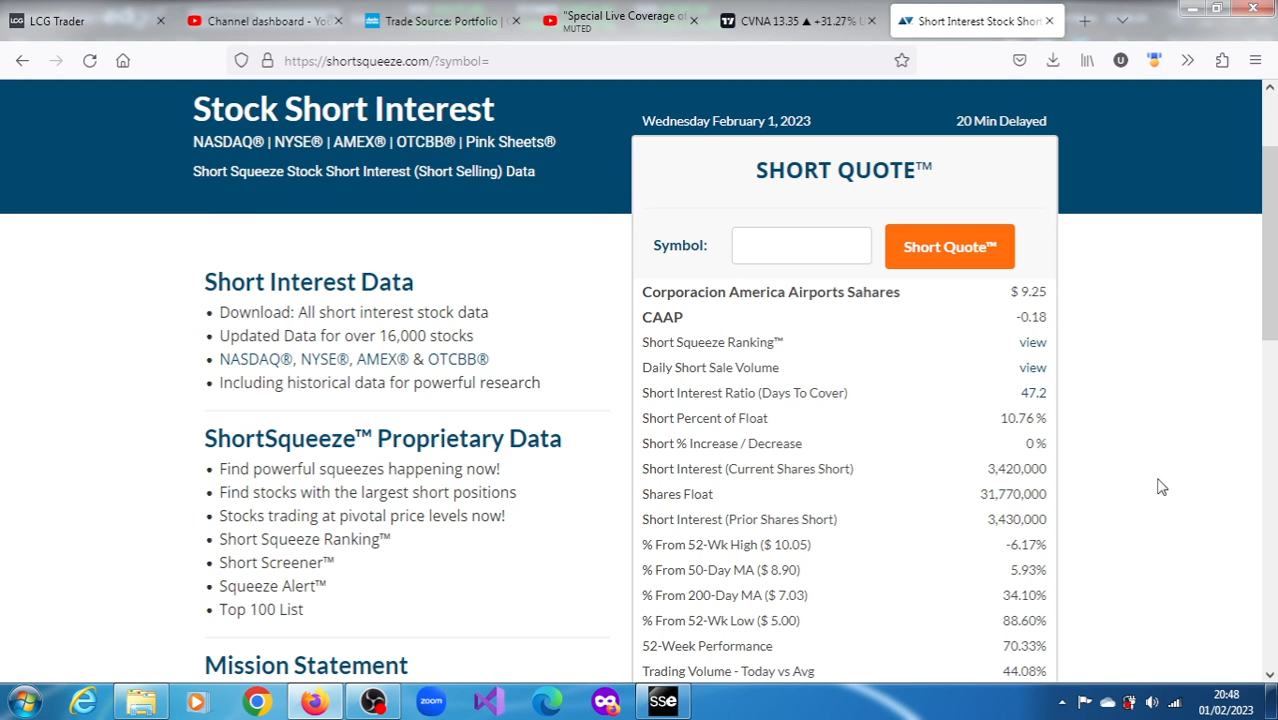 LCG LCG Trader
Channel dashboard - You
Trade Source: Portfolio | 
"Special Live Coverage of
MUTED
CVNA 13.35 ▲ +31.27% U
Short Interest Stock Short
https://shortsqueeze.com/?symbol=
Stock Short Interest
NASDAQ® | NYSE® | AMEX® | OTCBB® | Pink Sheets®
Short Squeeze Stock Short Interest (Short Selling) Data
Wednesday February 1, 2023
20 Min Delayed
SHORT QUOTE™
Symbol:
Short Quote™
Short Interest Data
• Download: All short interest stock data
• Updated Data for over 16,000 stocks
• NASDAQ®, NYSE®, AMEX® & OTCBB®
• Including historical data for powerful research
ShortSqueeze™ Proprietary Data
• Find powerful squeezes happening now!
• Find stocks with the largest short positions
• Stocks trading at pivotal price levels now!
• Short Squeeze Ranking™
• Short Screener™
• Squeeze Alert™
• Top 100 List
Mission Statement
Corporacion America Airports Sahares $ 9.25
CAAP -0.18
Short Squeeze Ranking™ view
Daily Short Sale Volume view
Short Interest Ratio (Days To Cover) 47.2
Short Percent of Float 10.76 %
Short % Increase / Decrease 0 %
Short Interest (Current Shares Short) 3,420,000
Shares Float 31,770,000
Short Interest (Prior Shares Short) 3,430,000
% From 52-Wk High ($ 10.05) -6.17%
% From 50-Day MA ($ 8.90) 5.93%
% From 200-Day MA ($ 7.03) 34.10%
% From 52-Wk Low ($ 5.00) 88.60%
52-Week Performance 70.33%
Trading Volume - Today vs Avg 44.08%
zoom
SSE
20:48
01/02/2023